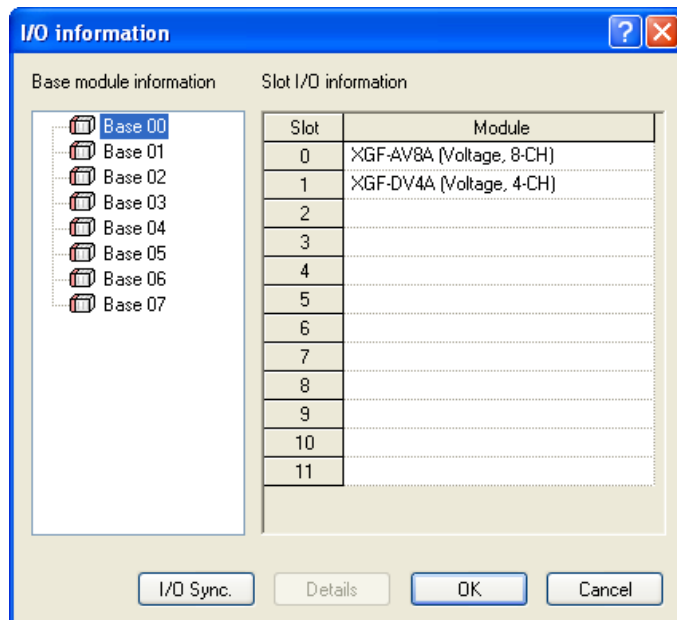 I/O information
Base module information
Slot I/O information
Base 00
Base 01
Base 02
Base 03
Base 04
Base 05
Base 06
Base 07
Slot Module
0 XGF-AV8A (Voltage, 8-CH)
1 XGF-DV4A (Voltage, 4-CH)
2
3
4
5
6
7
8
9
10
11
I/O Sync. Details OK Cancel